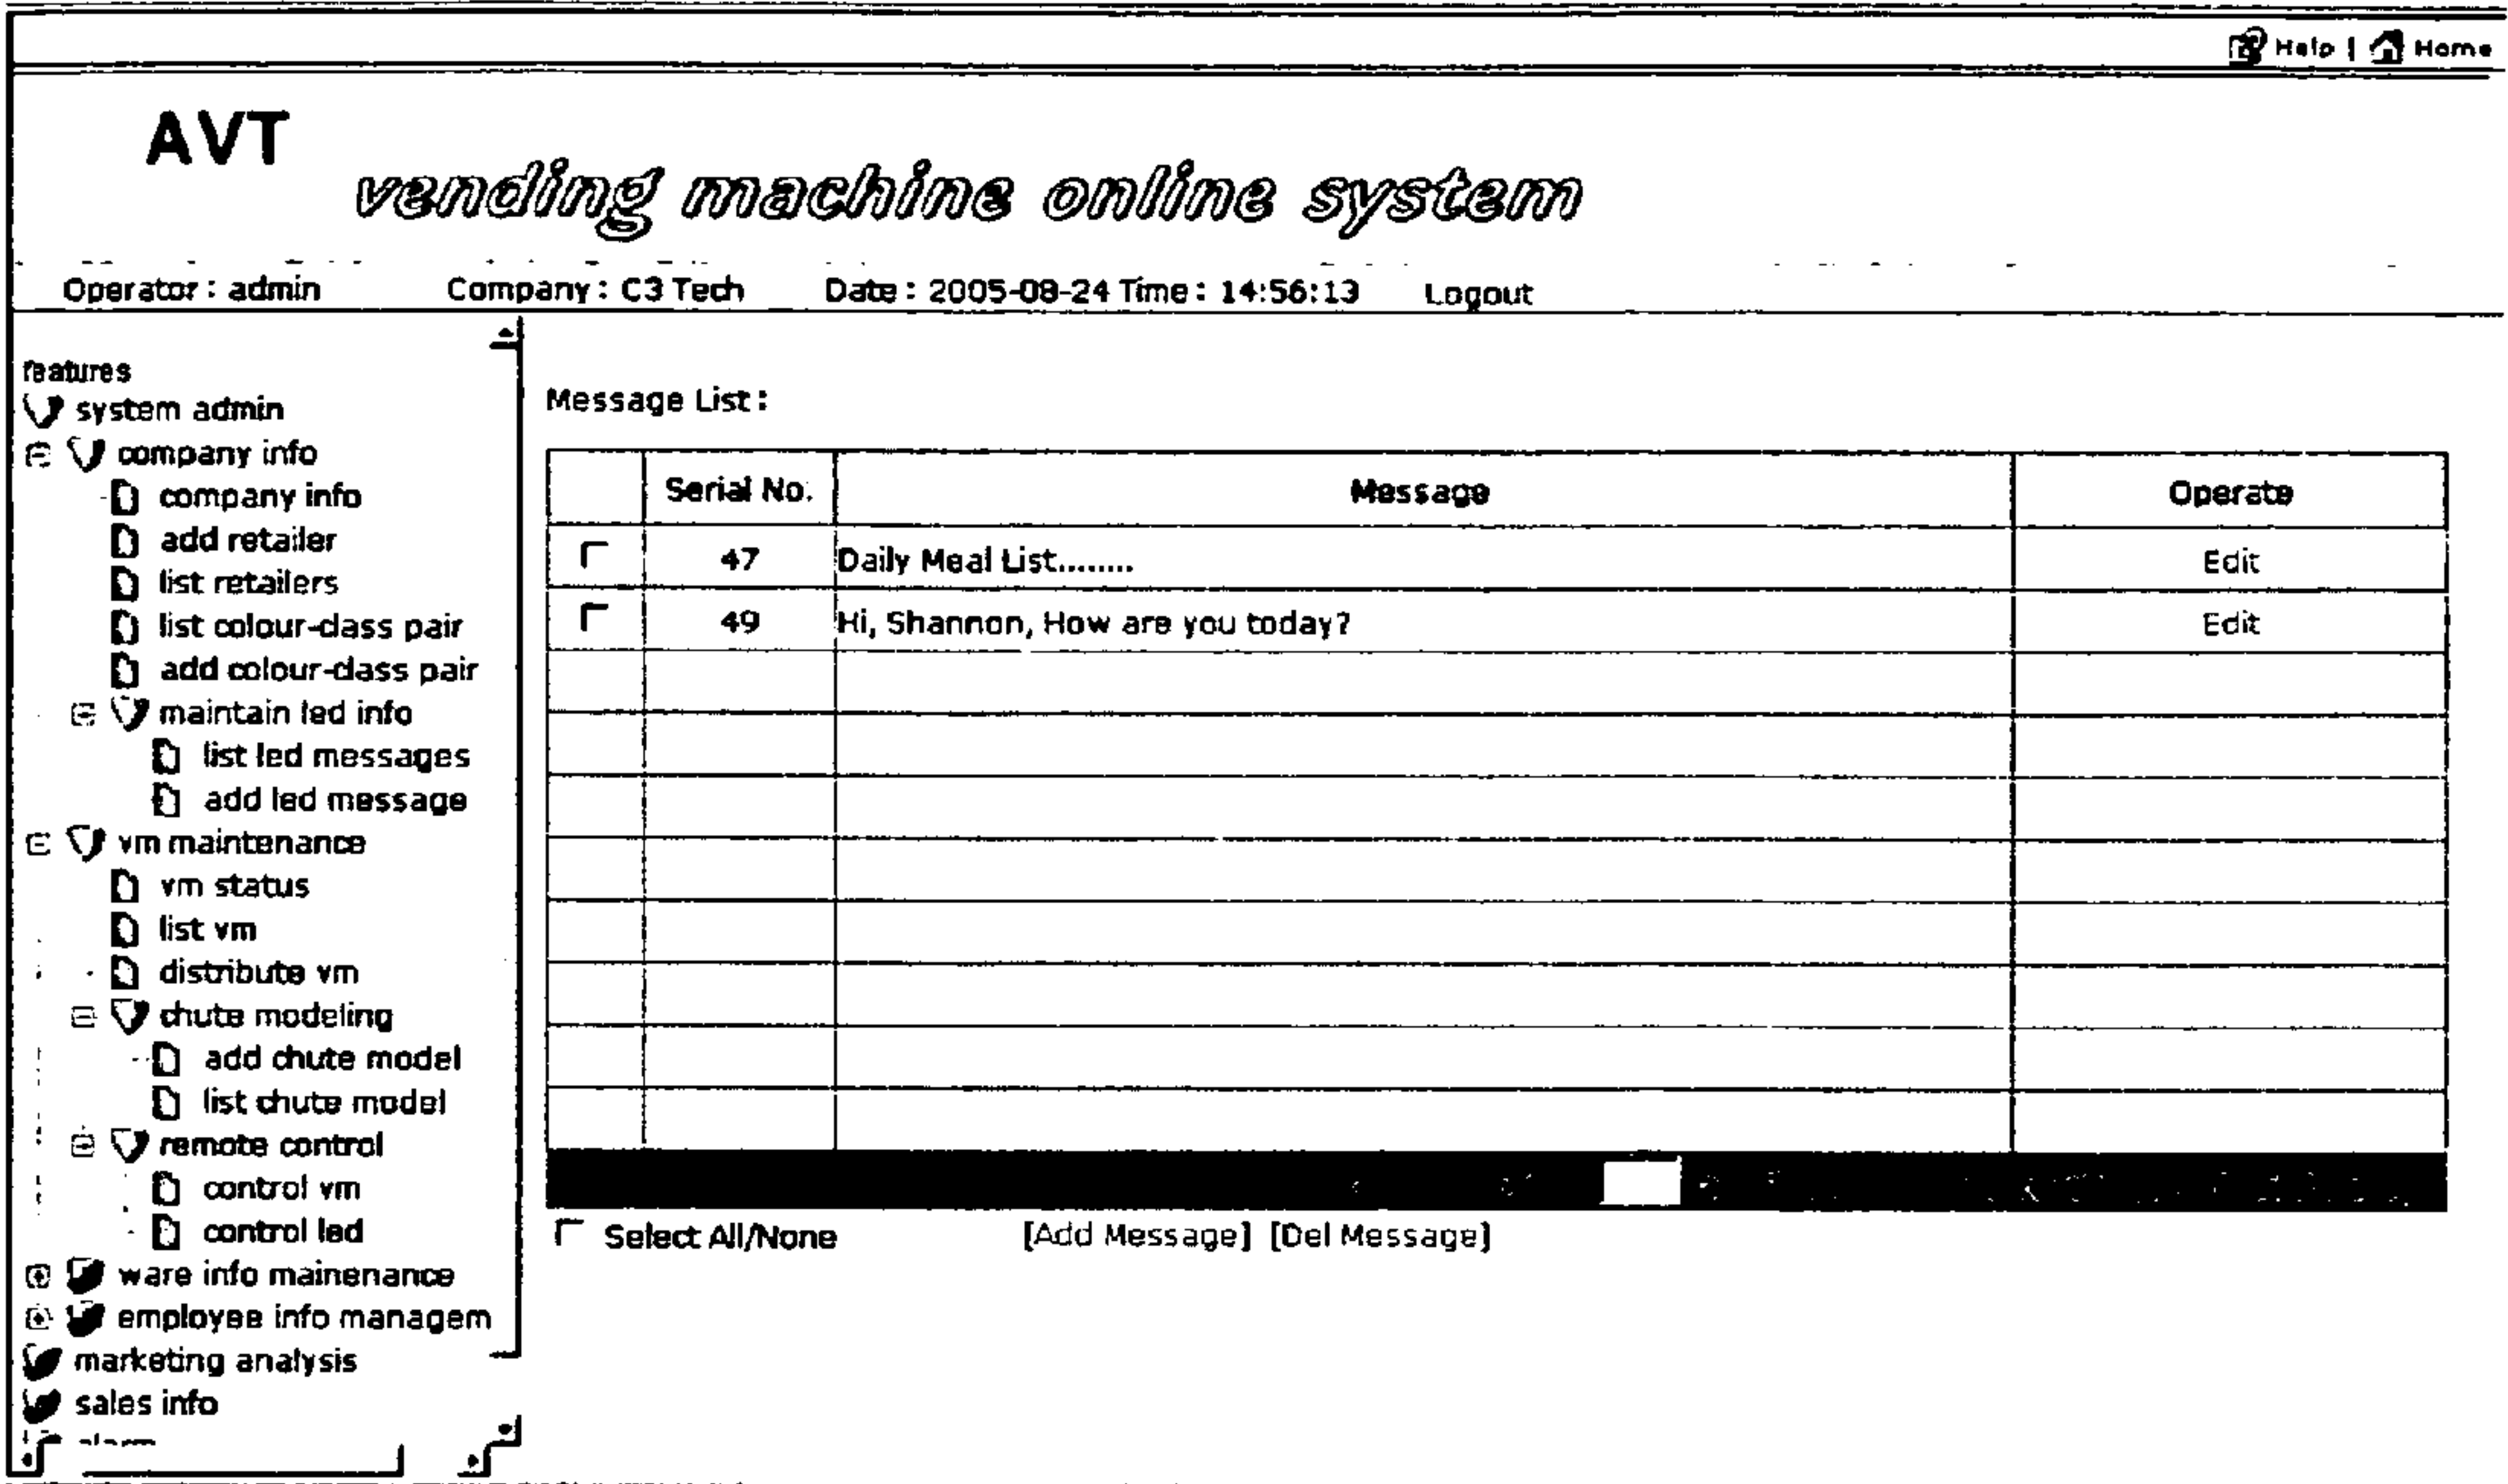 Help | Home
AVT
vending machine online system
Operator : admin Company : C3 Tech Date : 2005-08-24 Time : 14:56:13 Logout
features
system admin
company info
company info
add retailer
list retailers
list colour-class pair
add colour-class pair
maintain led info
list led messages
add led message
vm maintenance
vm status
list vm
distribute vm
chute modeling
add chute model
list chute model
remote control
control vm
control led
ware info mainenance
employee info managem
marketing analysis
sales info
alarm
Message List :
Serial No. Message Operate
47 Daily Meal List........ Edit
49 Hi, Shannon, How are you today? Edit
Select All/None [Add Message] [Del Message]